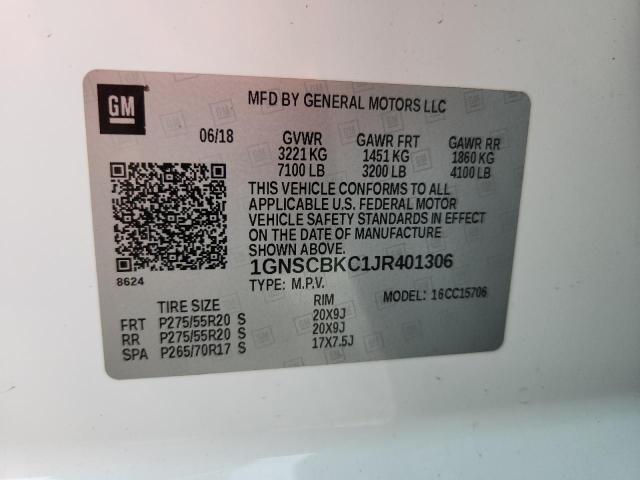 GM
MFD BY GENERAL MOTORS LLC
06/18 GVWR GAWR FRT GAWR RR
3221 KG 1451 KG 1860 KG
7100 LB 3200 LB 4100 LB
THIS VEHICLE CONFORMS TO ALL
APPLICABLE U.S. FEDERAL MOTOR
VEHICLE SAFETY STANDARDS IN EFFECT
ON THE DATE OF MANUFACTURE
SHOWN ABOVE.
8624
1GNSCBKC1JR401306
TYPE: M.P.V. MODEL: 16CC15706
TIRE SIZE RIM
FRT P275/55R20 S 20X9J
RR P275/55R20 S 20X9J
SPA P265/70R17 S 17X7.5J